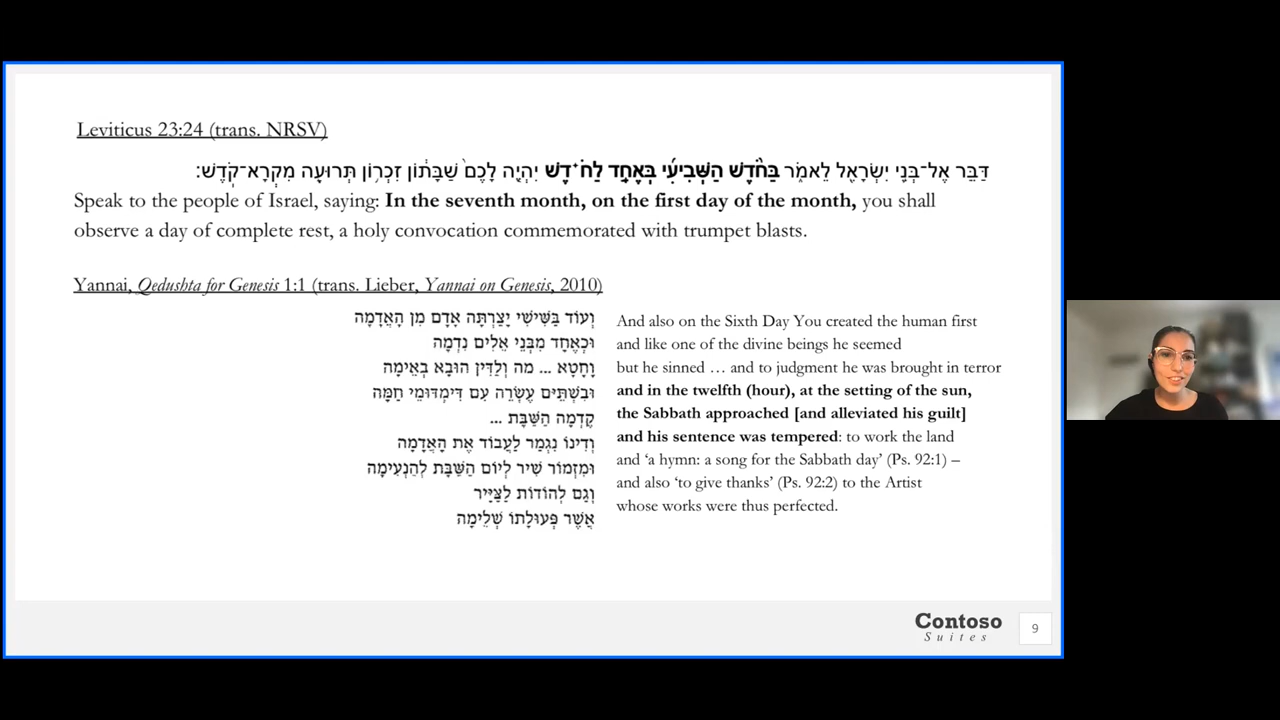 Leviticus 23:24 (trans. NRSV)
דַּבֵּ֛ר אֶל־בְּנֵ֥י יִשְׂרָאֵ֖ל לֵאמֹ֑ר בַּחֹ֨דֶשׁ הַשְּׁבִיעִ֜י בְּאֶחָ֣ד לַחֹ֗דֶשׁ יִהְיֶ֤ה לָכֶם֙ שַׁבָּת֔וֹן זִכְר֥וֹן תְּרוּעָ֖ה מִקְרָא־קֹֽדֶשׁ׃
Speak to the people of Israel, saying: In the seventh month, on the first day of the month, you shall
observe a day of complete rest, a holy convocation commemorated with trumpet blasts.
Yannai, Qedushta for Genesis 1:1 (trans. Lieber, Yannai on Genesis, 2010)
וְעוֹד בַּשִּׁישִּׁי יָצַרְתָּה אָדָם מִן הָאֲדָמָה
וּכְאֶחָד מִבְּנֵי אֵלִים נִדְמָה
וְחָטָא ... מה וְלַדִּין הוּבָא בְאֵימָה
וּבִשְׁתֵּים עֶשְׂרֵה עִם דִּימְדּוּמֵי חַמָּה
קָדְמָה הַשַּׁבָּת ...
וְדִינוֹ נִגְמַר לַעֲבוֹד אֶת הָאֲדָמָה
וּמִזְמוֹר שִׁיר לְיוֹם הַשַּׁבָּת לְהַנְעִימָה
וְגַם לְהוֹדוֹת לַצַּיָּיר
אֲשֶׁר פְּעוּלָתוֹ שְׁלֵימָה
And also on the Sixth Day You created the human first
and like one of the divine beings he seemed
but he sinned … and to judgment he was brought in terror
and in the twelfth (hour), at the setting of the sun,
the Sabbath approached [and alleviated his guilt]
and his sentence was tempered: to work the land
and ‘a hymn: a song for the Sabbath day’ (Ps. 92:1) –
and also ‘to give thanks’ (Ps. 92:2) to the Artist
whose works were thus perfected.
Contoso
Suites
9